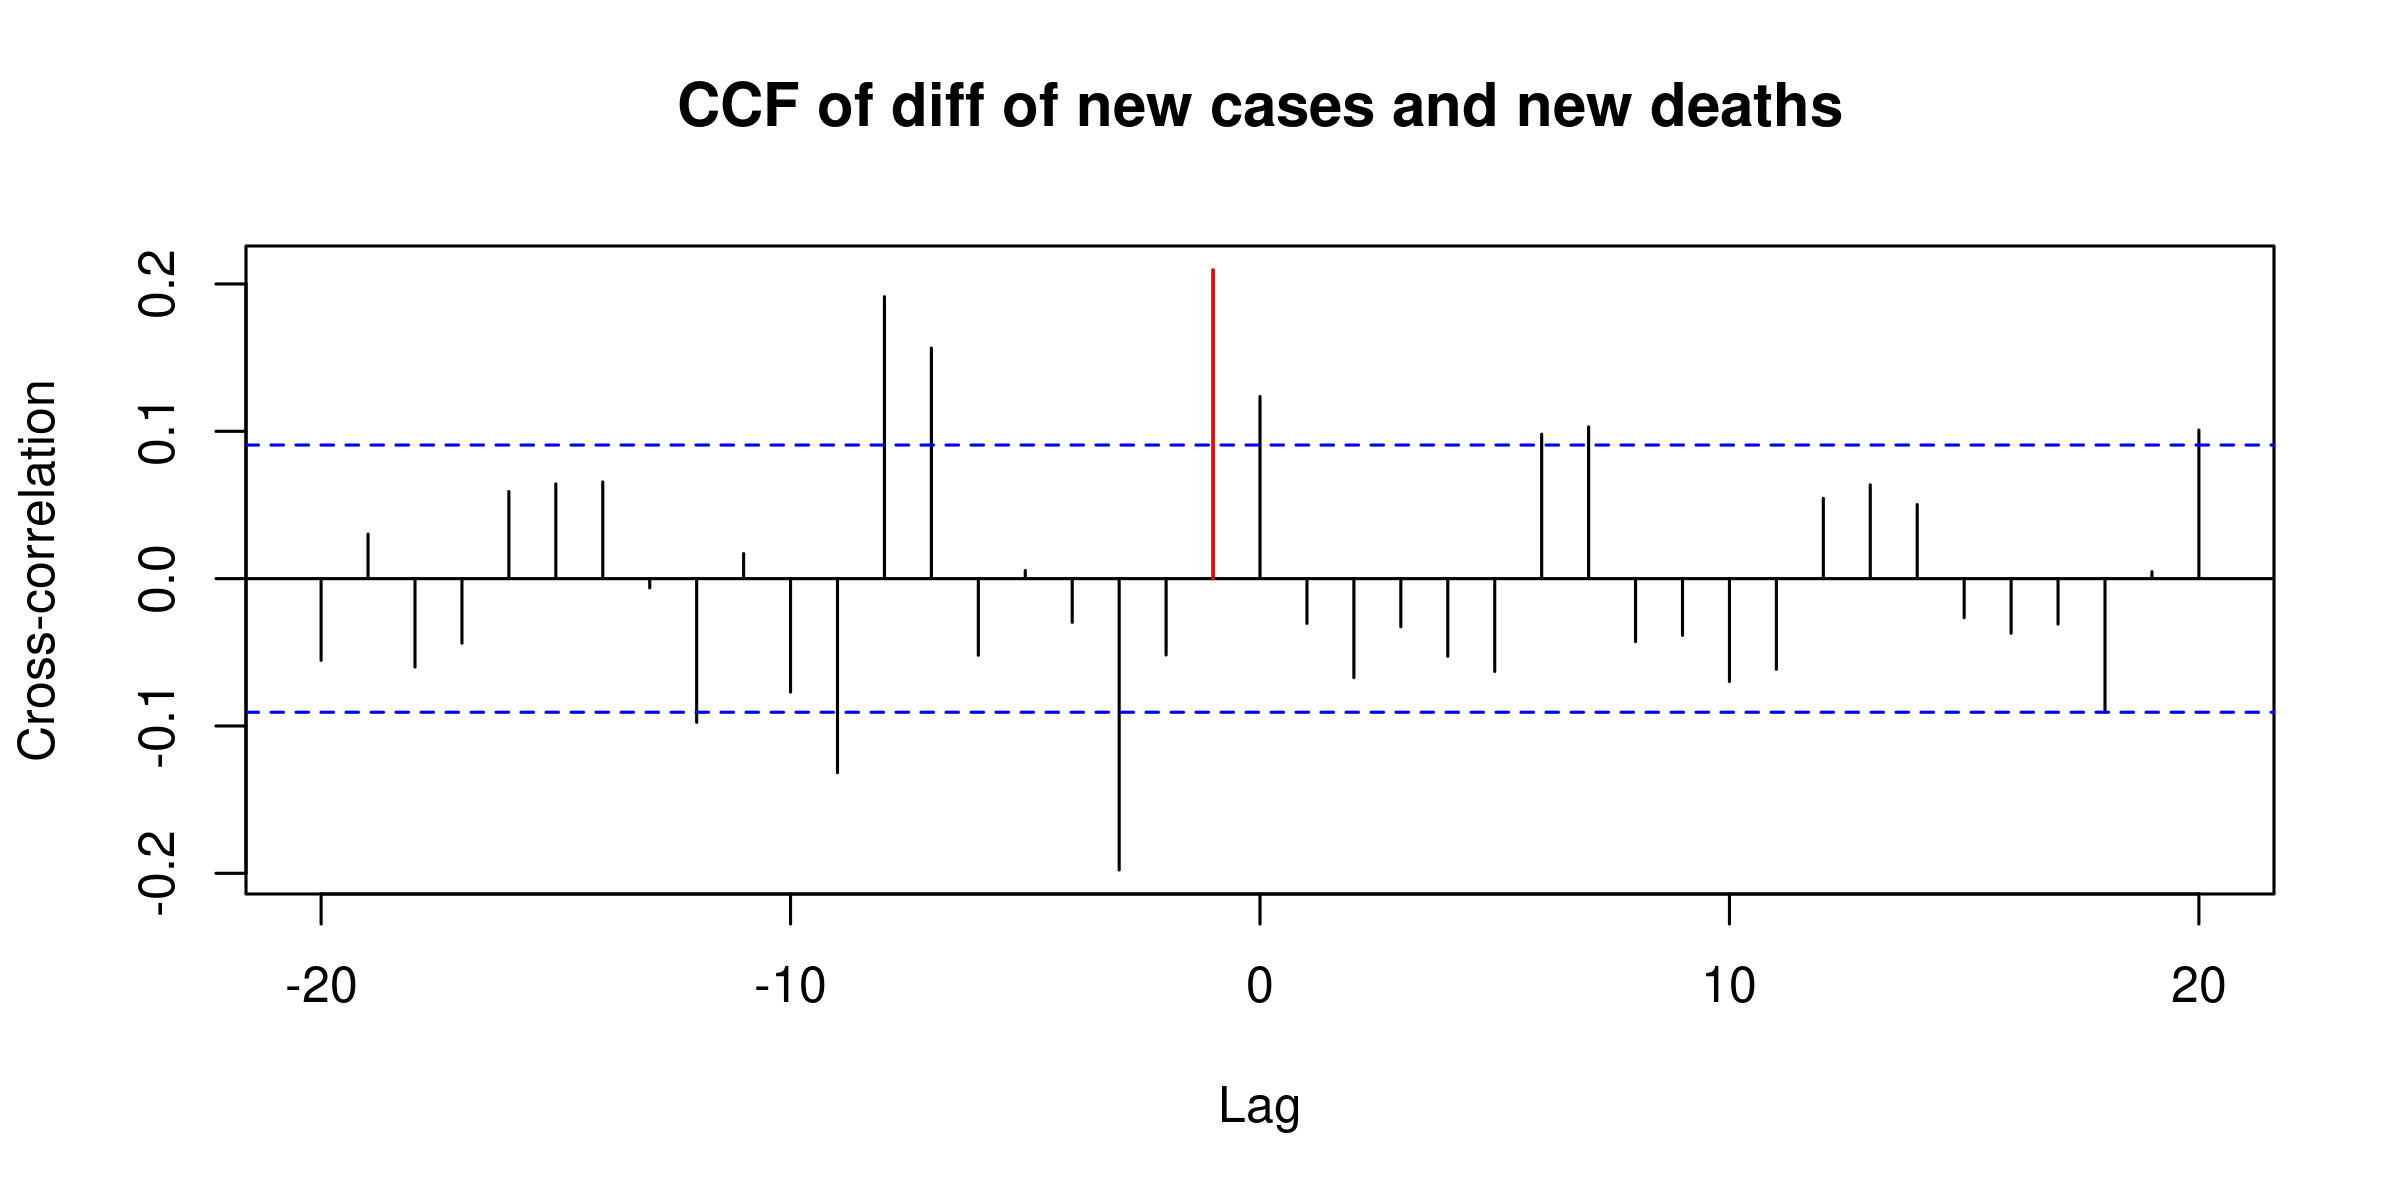 CCF of diff of new cases and new deaths
Cross-correlation
0.2
0.1
0.0
-0.1
-0.2
-20 -10 0 10 20
Lag